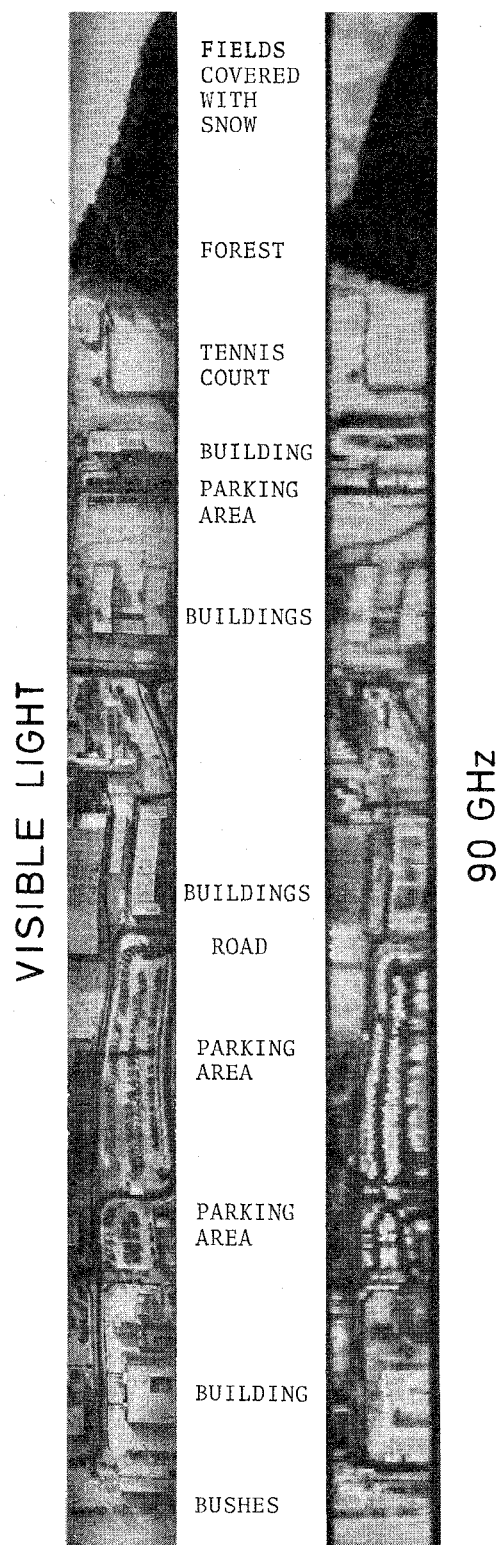 FIELDS
COVERED
WITH
SNOW
FOREST
TENNIS
COURT
BUILDING
PARKING
AREA
BUILDINGS
VISIBLE LIGHT
90 GHz
BUILDINGS
ROAD
PARKING
AREA
PARKING
AREA
BUILDING
BUSHES